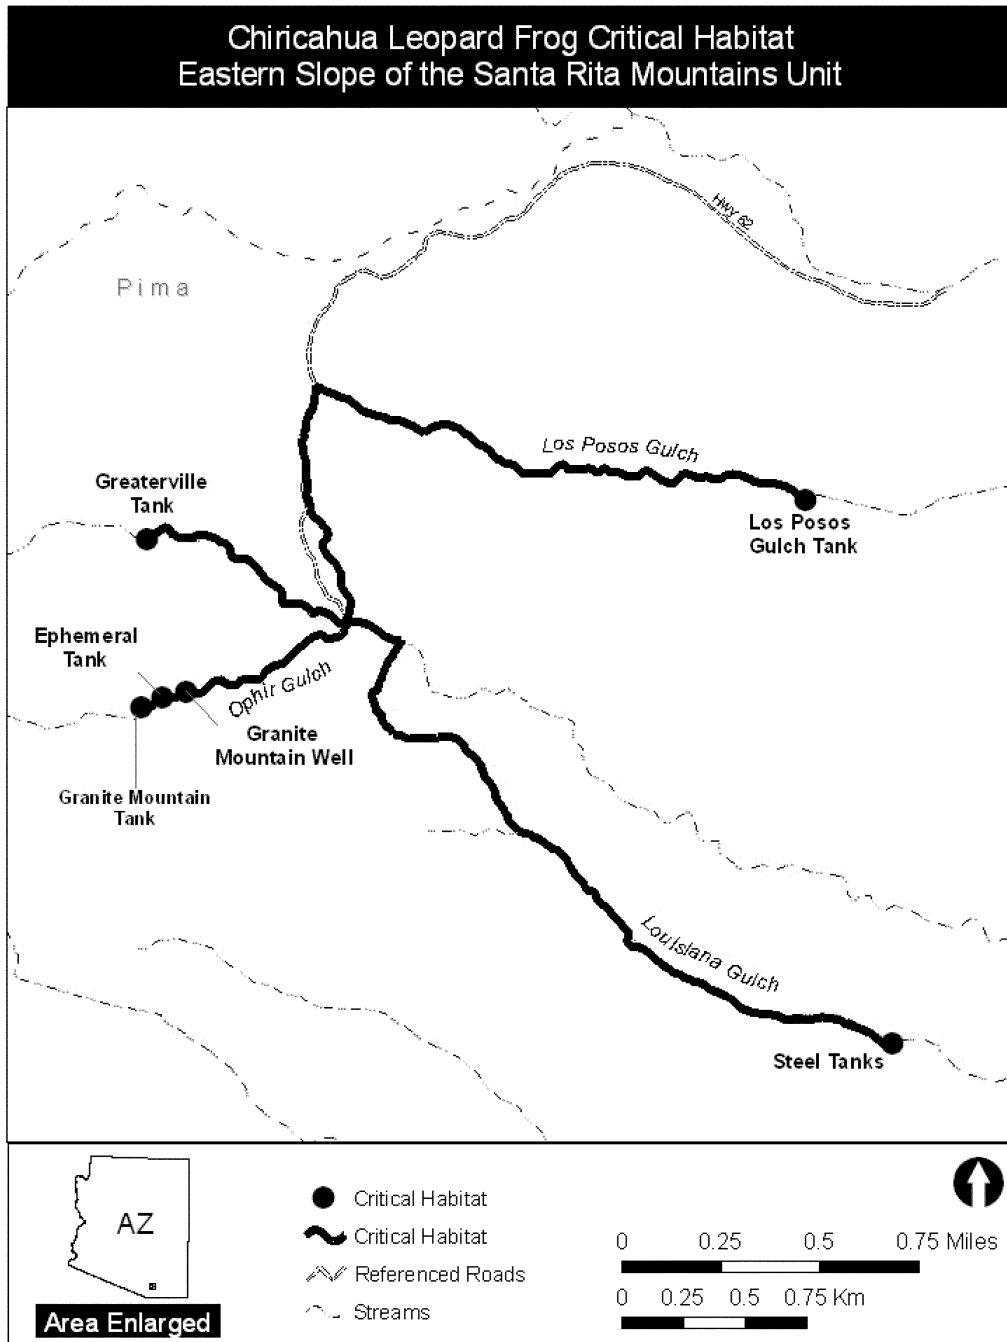 Chiricahua Leopard Frog Critical Habitat
Eastern Slope of the Santa Rita Mountains Unit
Hwy 62
Pima
Los Posos Gulch
Greaterville
Tank
Los Posos
Gulch Tank
Ephemeral
Tank
Ophir Gulch
Granite
Mountain Well
Granite Mountain
Tank
Louisiana Gulch
Steel Tanks
AZ
Area Enlarged
Critical Habitat
Critical Habitat
Referenced Roads
Streams
0 0.25 0.5 0.75 Miles
0 0.25 0.5 0.75 Km